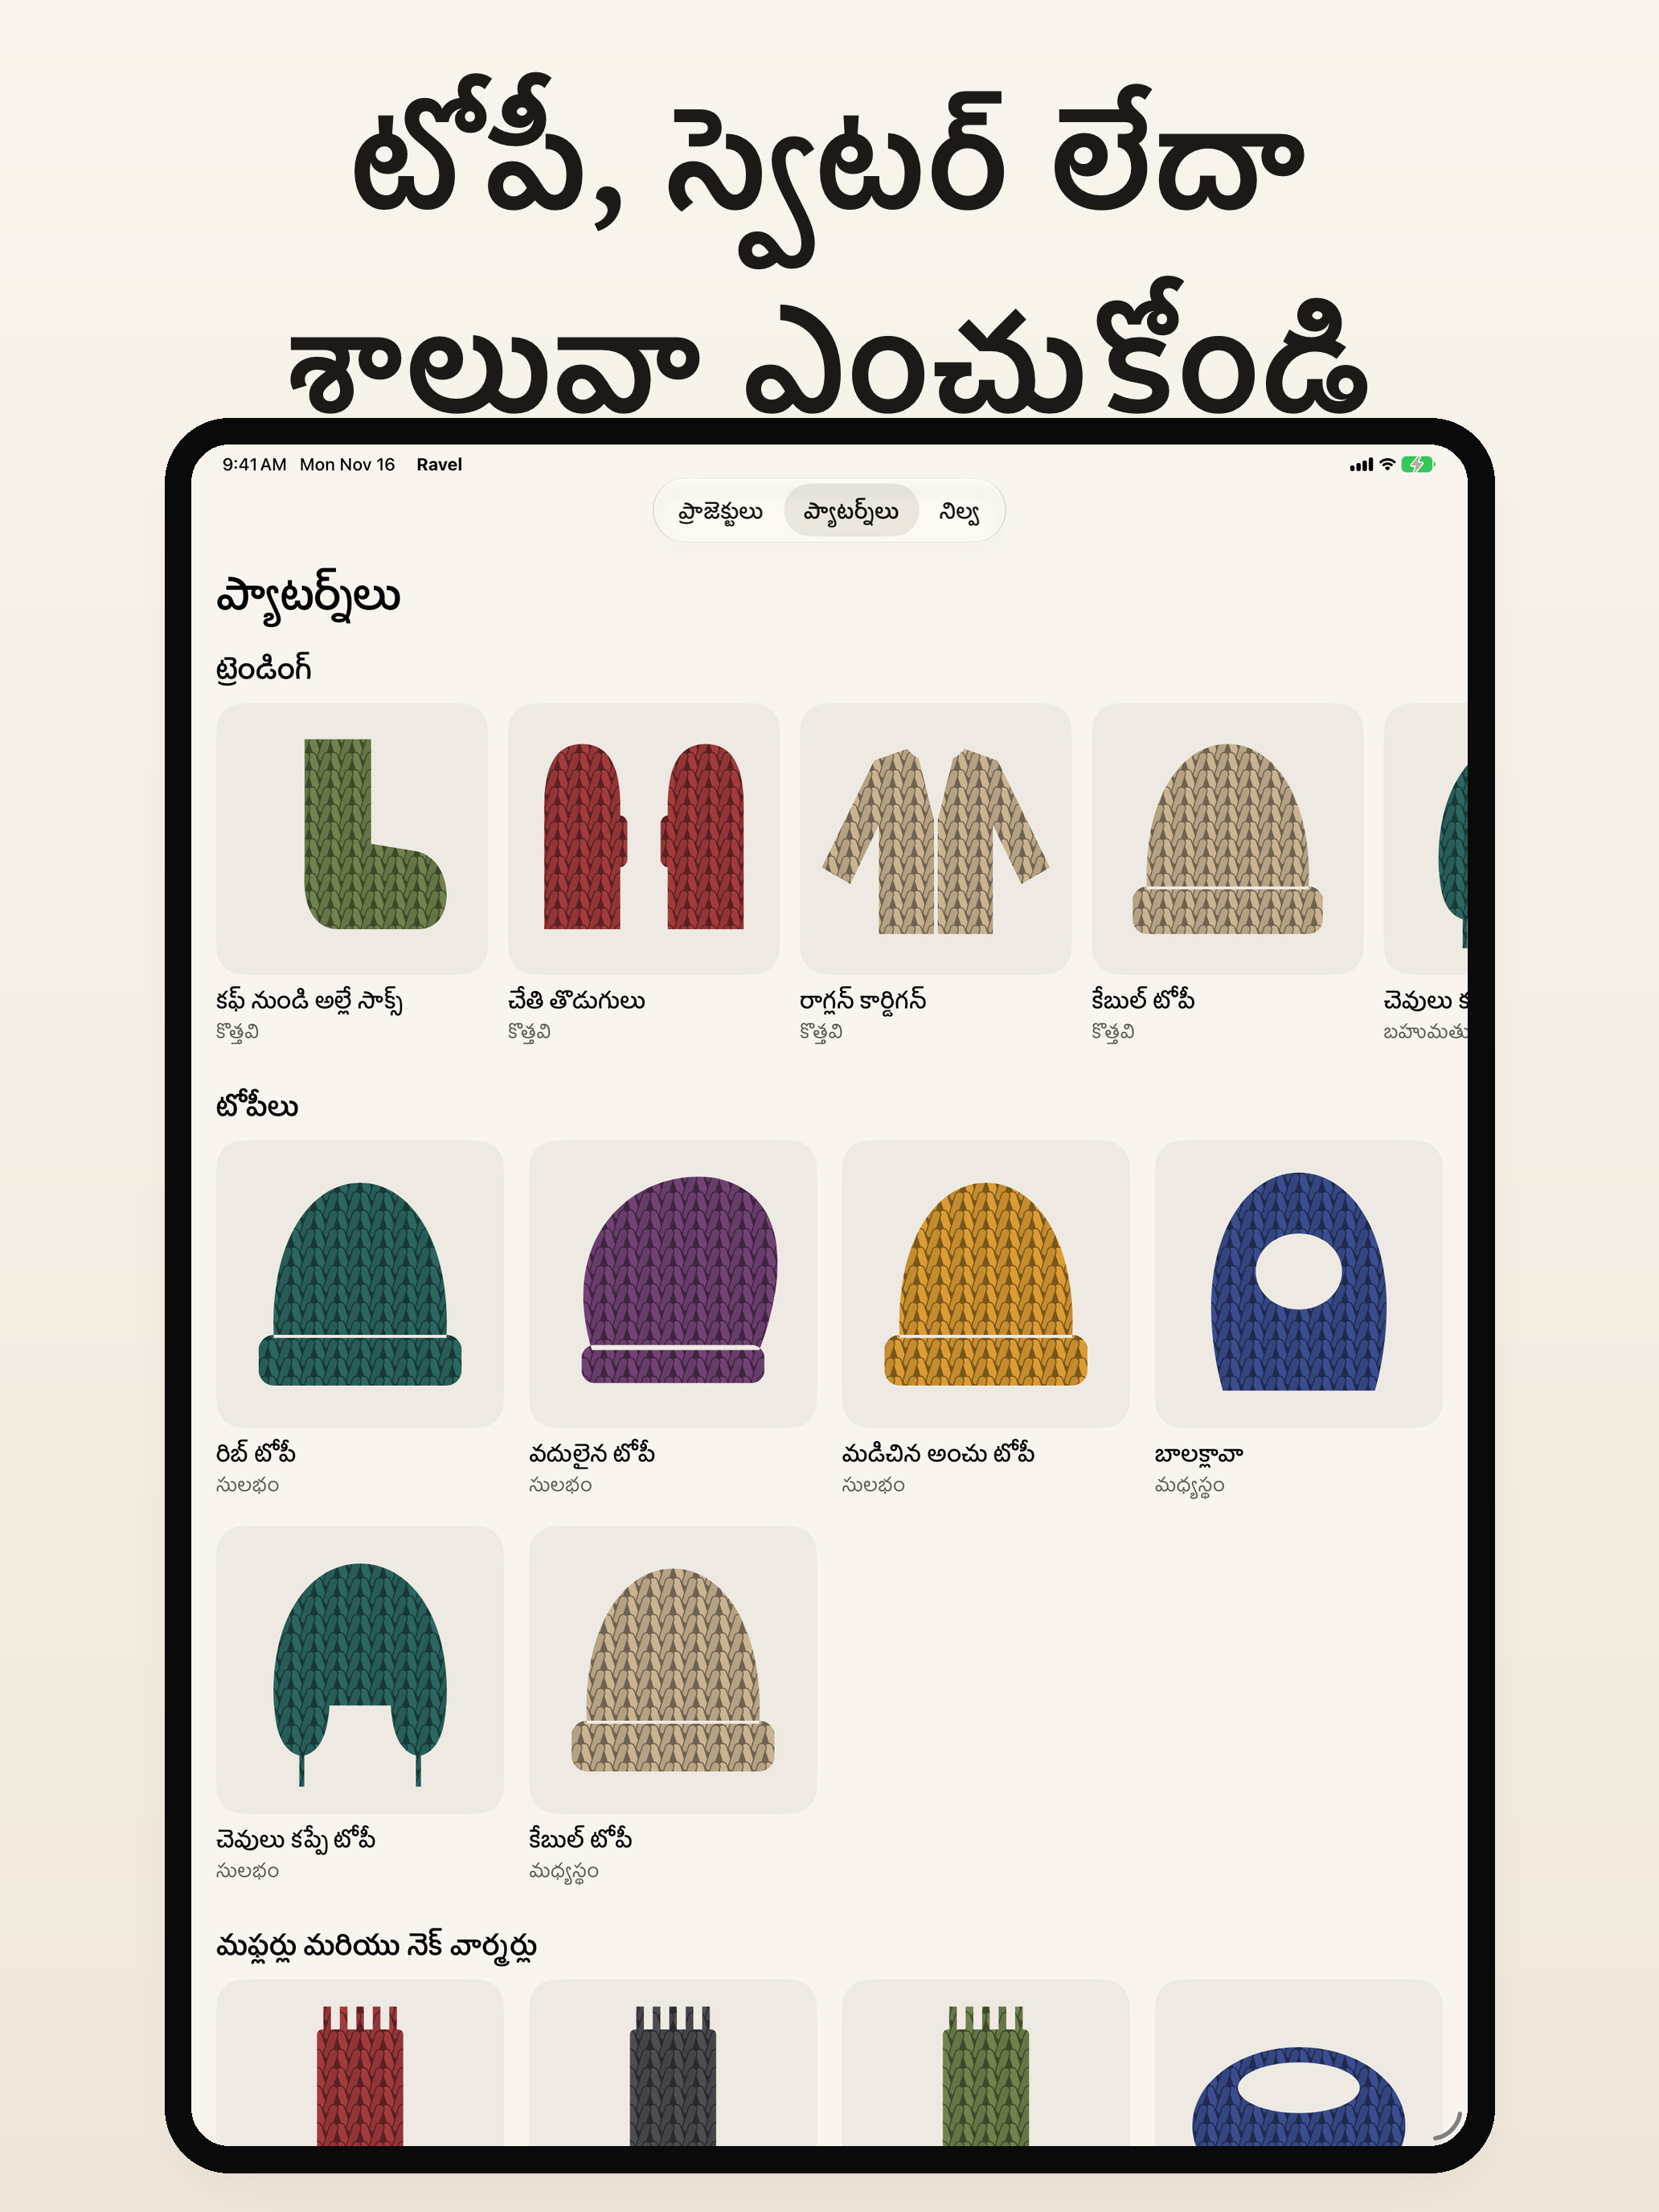 టోపీ, స్వెటర్ లేదా
శాలువా ఎంచుకోండి
9:41 AM Mon Nov 16 Ravel
ప్రాజెక్టులు ప్యాటర్న్‌లు నిల్వ
ప్యాటర్న్‌లు
ట్రెండింగ్
కఫ్ నుండి అల్లే సాక్స్ చేతి తొడుగులు రాగ్లన్ కార్డిగన్ కేబుల్ టోపీ చెవులు
కొత్తవి కొత్తవి కొత్తవి కొత్తవి
టోపీలు
రిబ్ టోపీ వదులైన టోపీ మడిచిన అంచు టోపీ బాలక్లావా
సులభం సులభం సులభం మధ్యస్థం
చెవులు కప్పే టోపీ కేబుల్ టోపీ
సులభం మధ్యస్థం
మఫ్లర్లు మరియు నెక్ వార్మర్లు